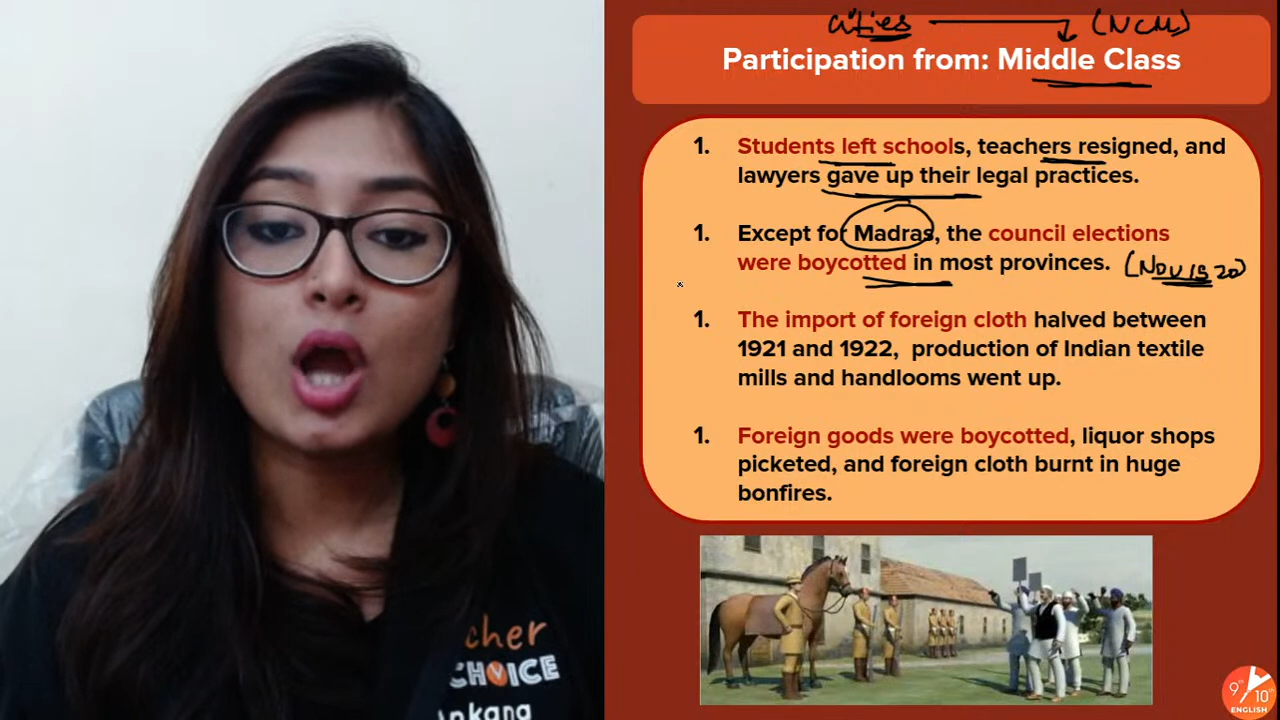 cities (NCM)
Participation from: Middle Class
1. Students left schools, teachers resigned, and
lawyers gave up their legal practices.
1. Except for Madras, the council elections
were boycotted in most provinces. (Nov 1920)
1. The import of foreign cloth halved between
1921 and 1922, production of Indian textile
mills and handlooms went up.
1. Foreign goods were boycotted, liquor shops
picketed, and foreign cloth burnt in huge
bonfires.
cher
CHOICE
nkana
9th 10th
ENGLISH